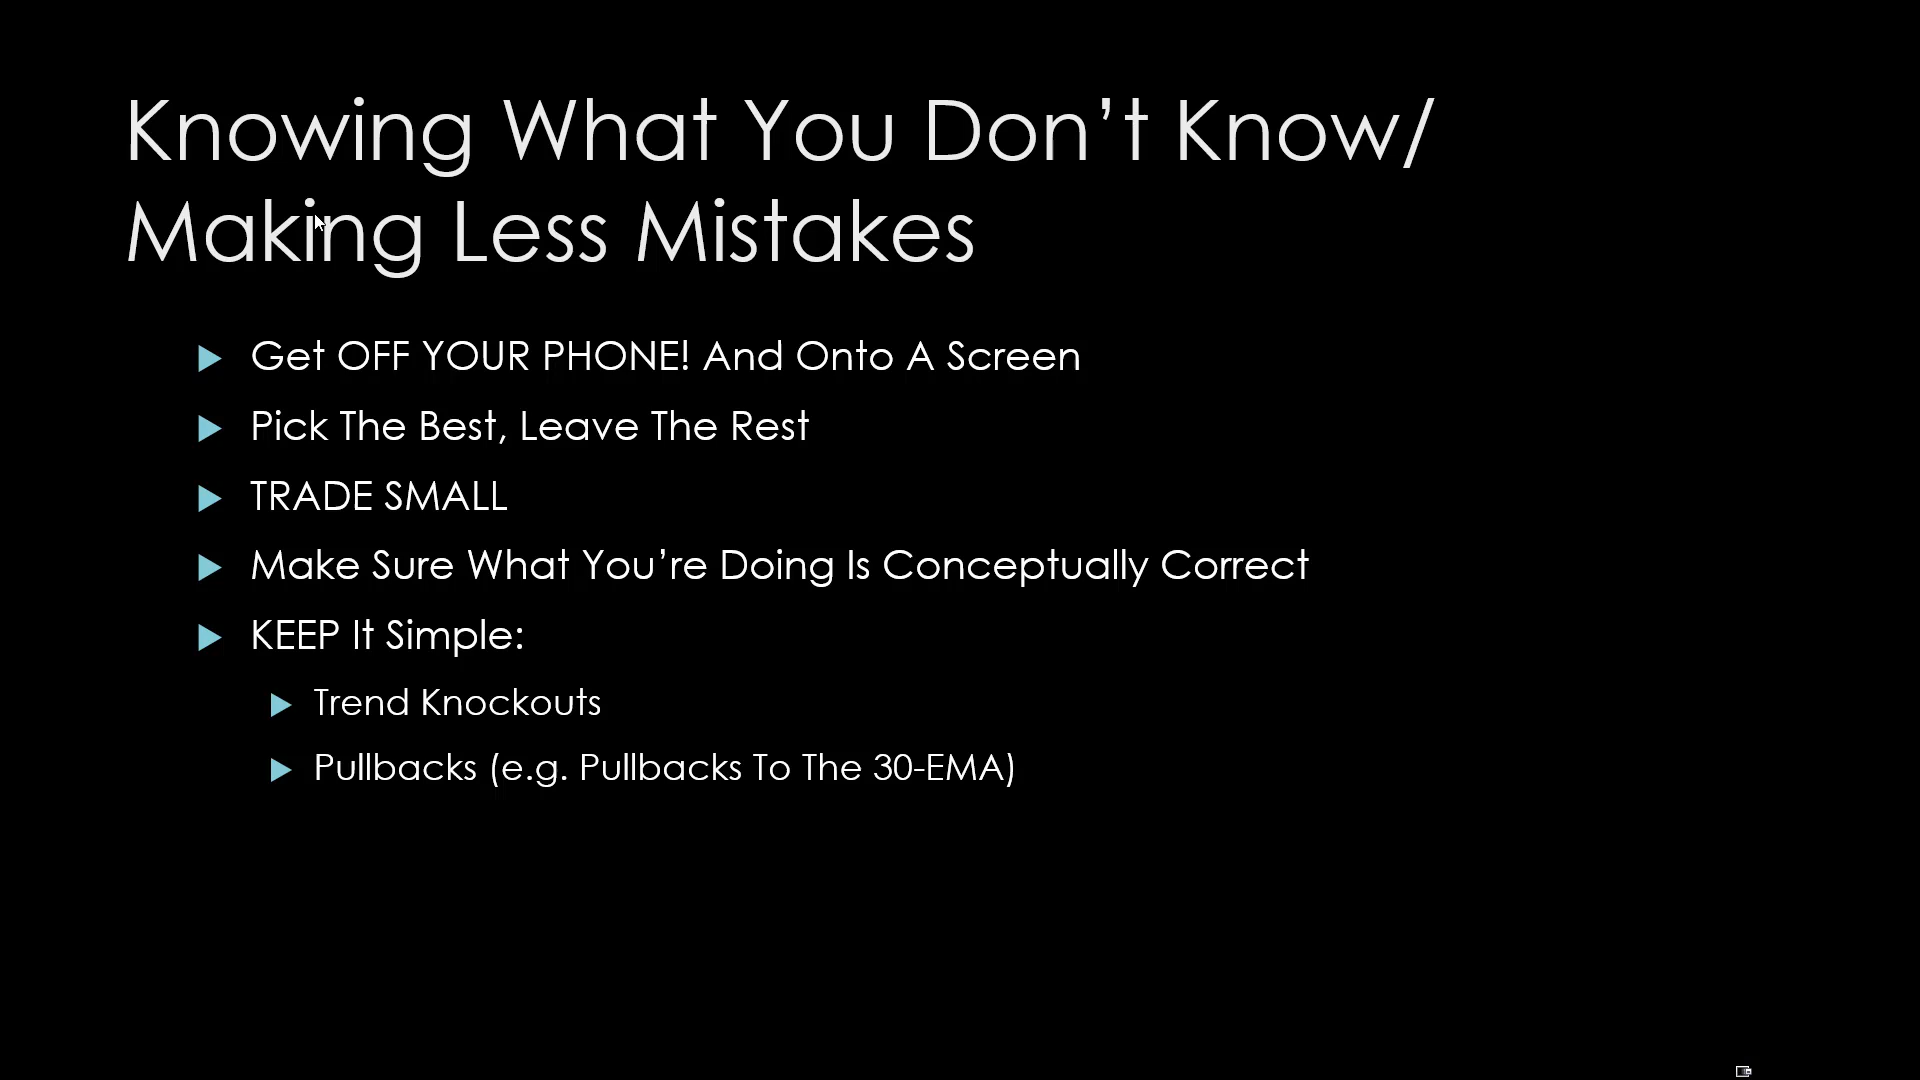 Knowing What You Don’t Know/
Making Less Mistakes
Get OFF YOUR PHONE! And Onto A Screen
Pick The Best, Leave The Rest
TRADE SMALL
Make Sure What You’re Doing Is Conceptually Correct
KEEP It Simple:
Trend Knockouts
Pullbacks (e.g. Pullbacks To The 30-EMA)